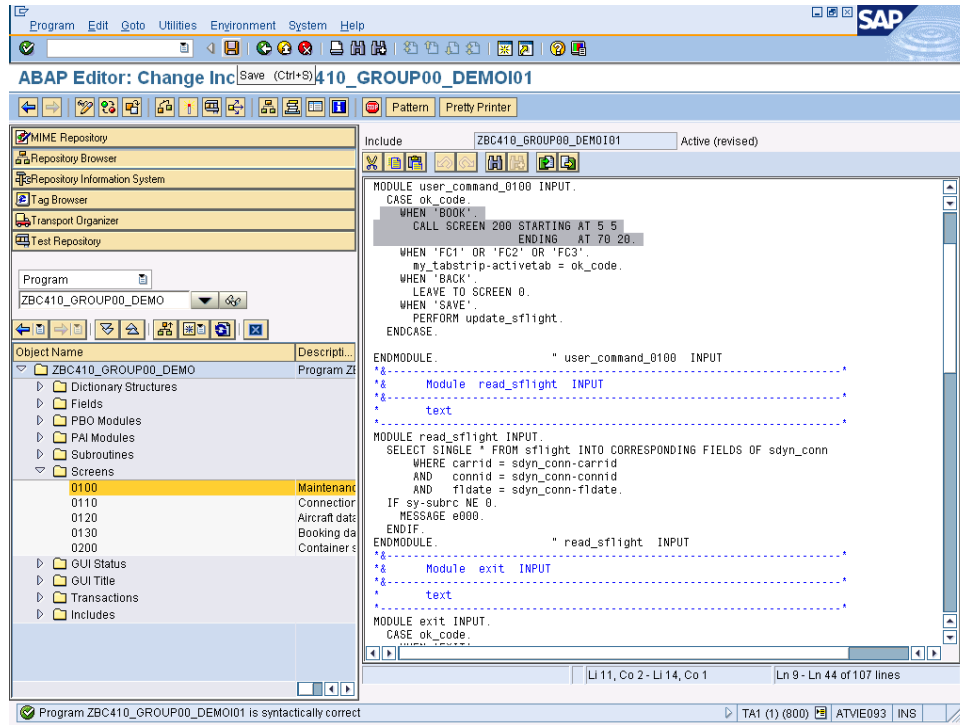 Program Edit Goto Utilities Environment System Help
SAP
ABAP Editor: Change Inc Save (Ctrl+S) 410_GROUP00_DEMOI01
Pattern Pretty Printer
MIME Repository
Repository Browser
Repository Information System
Tag Browser
Transport Organizer
Test Repository
Program
ZBC410_GROUP00_DEMO
Object Name Descripti...
ZBC410_GROUP00_DEMO Program ZB
Dictionary Structures
Fields
PBO Modules
PAI Modules
Subroutines
Screens
0100 Maintenanc
0110 Connection
0120 Aircraft data
0130 Booking da
0200 Container s
GUI Status
GUI Title
Transactions
Includes
Include ZBC410_GROUP00_DEMOI01 Active (revised)
MODULE user_command_0100 INPUT.
CASE ok_code.
WHEN 'BOOK'.
CALL SCREEN 200 STARTING AT 5 5
ENDING AT 70 20.
WHEN 'FC1' OR 'FC2' OR 'FC3'.
my_tabstrip-activetab = ok_code.
WHEN 'BACK'.
LEAVE TO SCREEN 0.
WHEN 'SAVE'.
PERFORM update_sflight.
ENDCASE.
ENDMODULE. " user_command_0100 INPUT
*&---------------------------------------------------------------------*
*& Module read_sflight INPUT
*&---------------------------------------------------------------------*
* text
*----------------------------------------------------------------------*
MODULE read_sflight INPUT.
SELECT SINGLE * FROM sflight INTO CORRESPONDING FIELDS OF sdyn_conn
WHERE carrid = sdyn_conn-carrid
AND connid = sdyn_conn-connid
AND fldate = sdyn_conn-fldate.
IF sy-subrc NE 0.
MESSAGE e000.
ENDIF.
ENDMODULE. " read_sflight INPUT
*&---------------------------------------------------------------------*
*& Module exit INPUT
*&---------------------------------------------------------------------*
* text
*----------------------------------------------------------------------*
MODULE exit INPUT.
CASE ok_code.
Li 11, Co 2 - Li 14, Co 1 Ln 9 - Ln 44 of 107 lines
Program ZBC410_GROUP00_DEMOI01 is syntactically correct
TA1 (1) (800) ATVIE093 INS